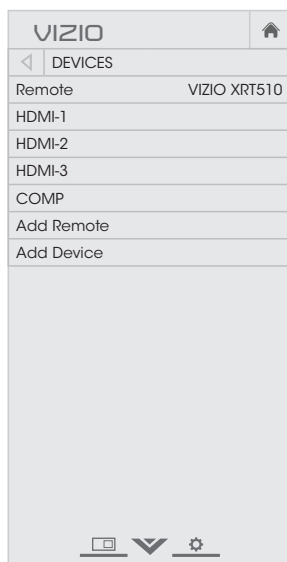 VIZIO
DEVICES
Remote VIZIO XRT510
HDMI-1
HDMI-2
HDMI-3
COMP
Add Remote
Add Device